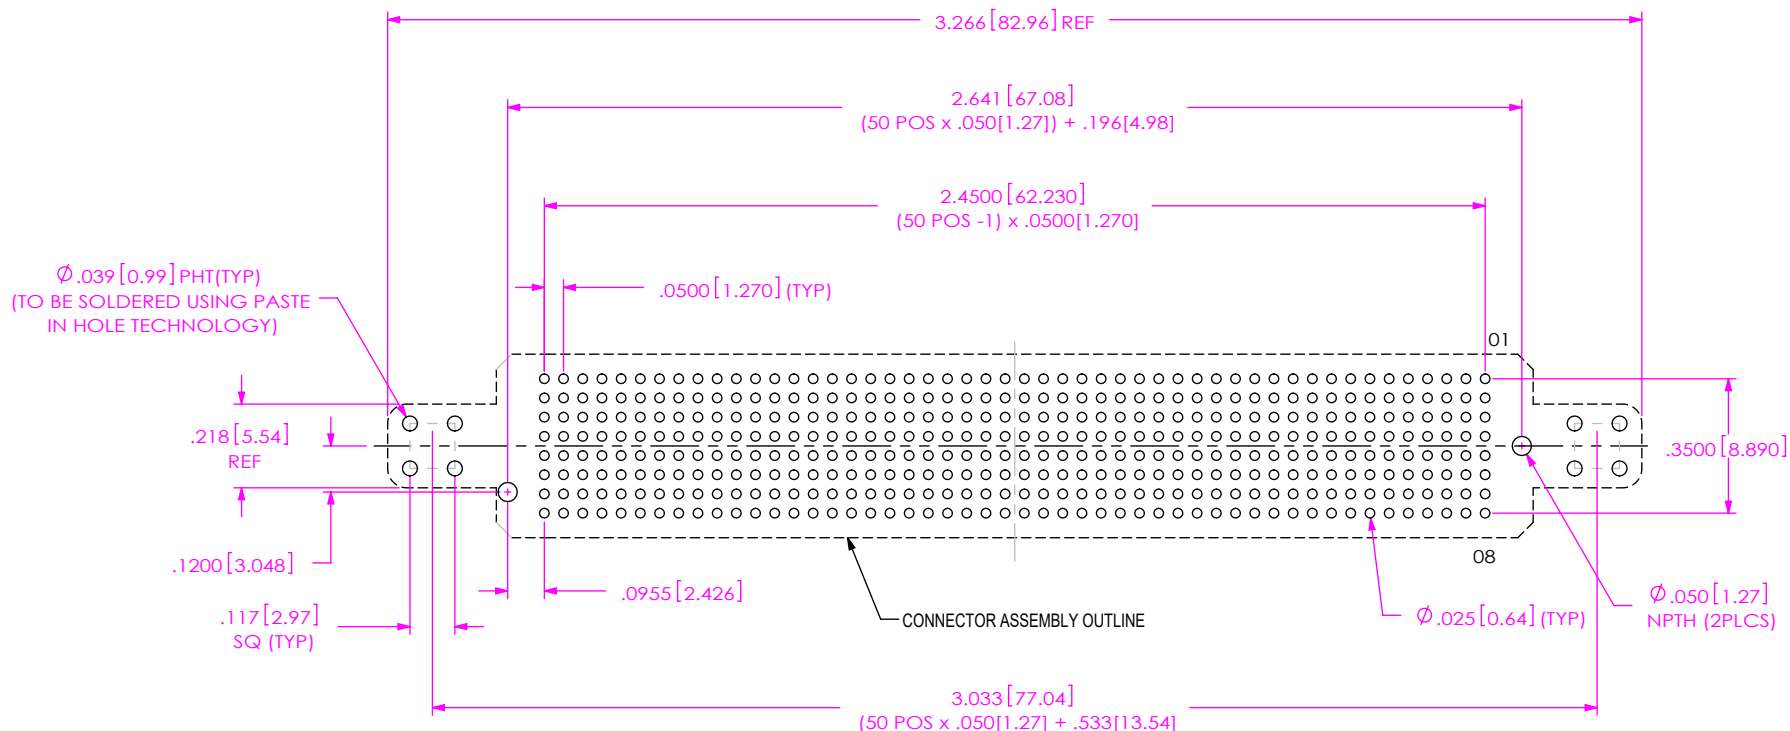 3.266[82.96] REF
2.641[67.08]
(50 POS x .050[1.27]) + .196[4.98]
2.4500[62.230]
(50 POS -1) x .0500[1.270]
Ø.039[0.99] PHT(TYP)
(TO BE SOLDERED USING PASTE
IN HOLE TECHNOLOGY)
.0500[1.270] (TYP)
01
.218[5.54]
REF
.3500[8.890]
.1200[3.048]
08
.0955[2.426]
.117[2.97]
SQ (TYP)
CONNECTOR ASSEMBLY OUTLINE
Ø.025[0.64] (TYP)
Ø.050[1.27]
NPTH (2PLCS)
3.033[77.04]
(50 POS x .050[1.27] + .533[13.54]